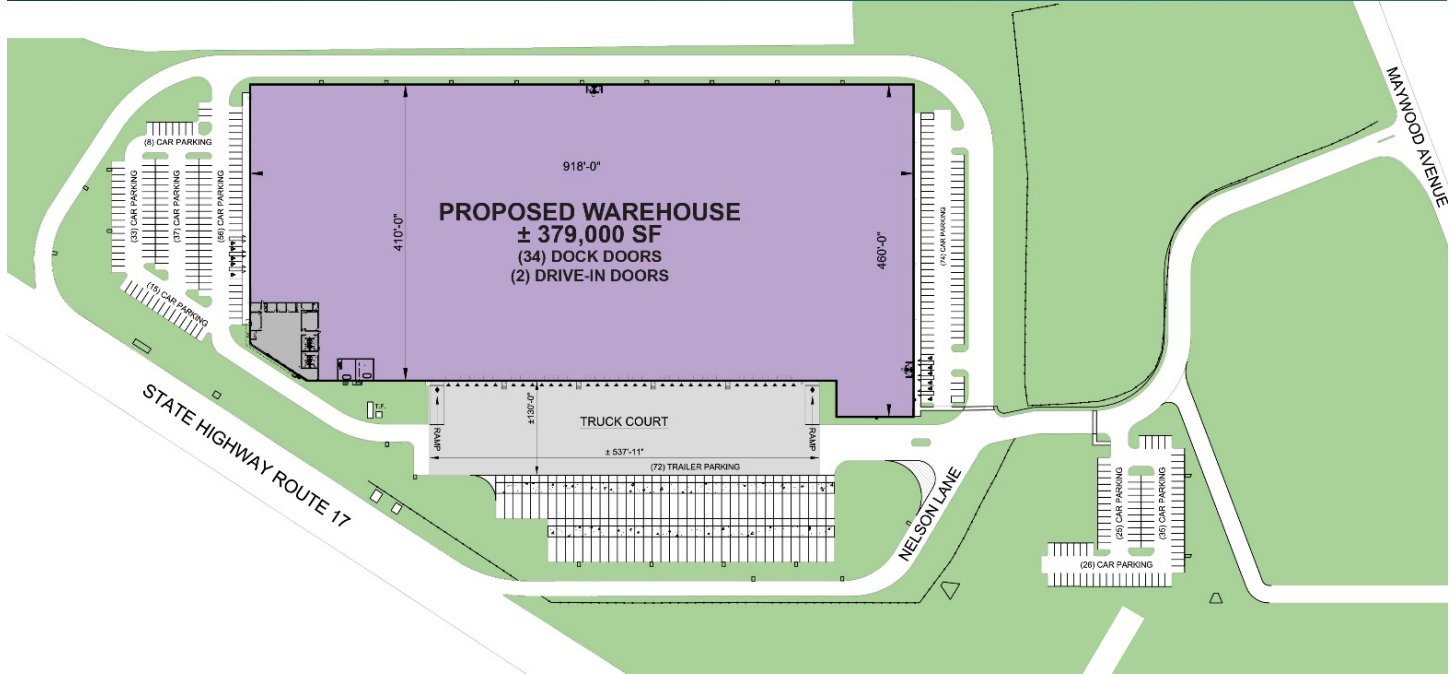 MAYWOOD AVENUE
(8) CAR PARKING
918'-0"
(33) CAR PARKING
(37) CAR PARKING
(56) CAR PARKING
410'-0"
PROPOSED WAREHOUSE
± 379,000 SF
(34) DOCK DOORS
(2) DRIVE-IN DOORS
460'-0"
(74) CAR PARKING
(15) CAR PARKING
STATE HIGHWAY ROUTE 17
T.F.
RAMP
±130'-0"
TRUCK COURT
RAMP
± 537'-11"
(72) TRAILER PARKING
NELSON LANE
(25) CAR PARKING
(35) CAR PARKING
(26) CAR PARKING